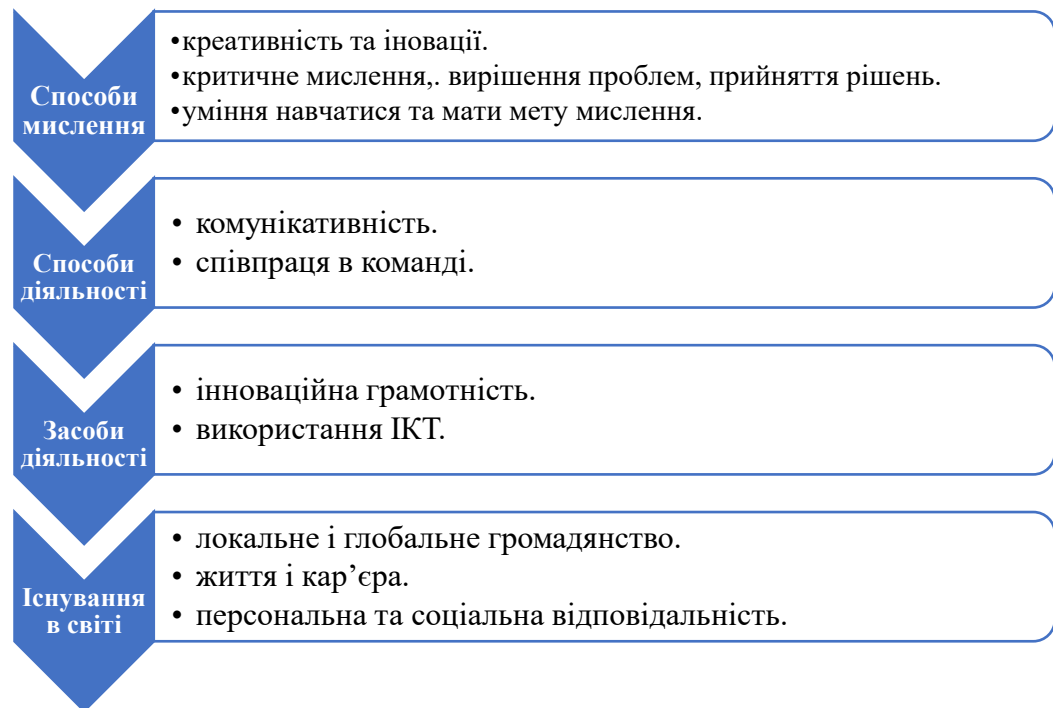 Способи
мислення
•креативність та іновації.
•критичне мислення,. вирішення проблем, прийняття рішень.
•уміння навчатися та мати мету мислення.
Способи
діяльності
• комунікативність.
• співпраця в команді.
Засоби
діяльності
• інноваційна грамотність.
• використання ІКТ.
Існування
в світі
• локальне і глобальне громадянство.
• життя і кар’єра.
• персональна та соціальна відповідальність.